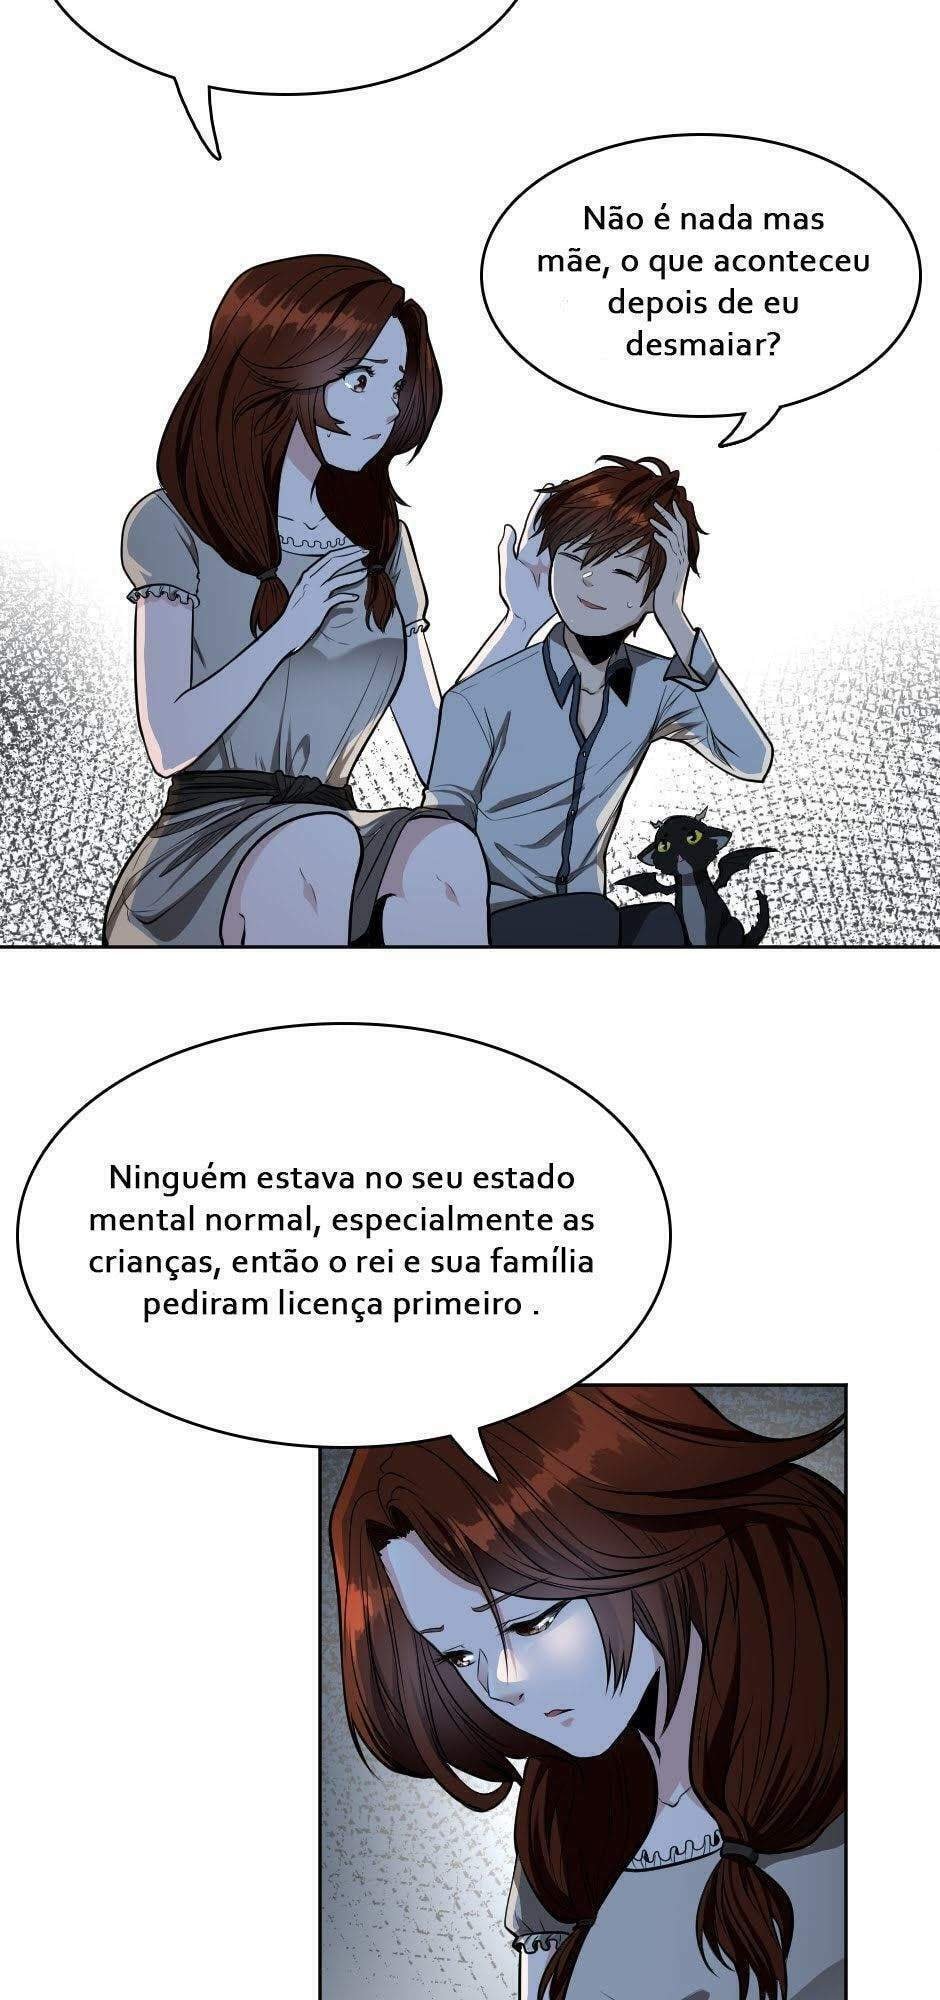 Não é nada mas
mãe, o que aconteceu
depois de eu
desmaiar?
Ninguém estava no seu estado
mental normal, especialmente as
crianças, então o rei e sua família
pediram licença primeiro .